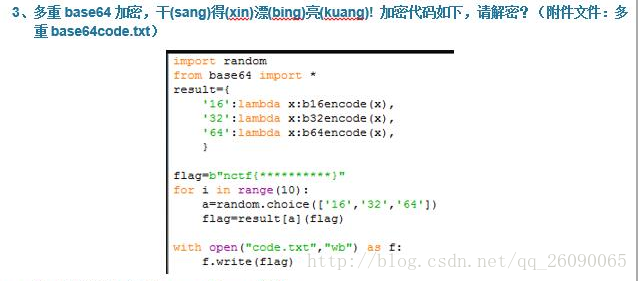 3、多重 base64 加密，干(sang)得(xin)漂(bing)亮(kuang)! 加密代码如下，请解密？（附件文件：多
重 base64code.txt）
import random
from base64 import *
result={
'16':lambda x:b16encode(x),
'32':lambda x:b32encode(x),
'64':lambda x:b64encode(x),
}
flag=b"nctf{**********}"
for i in range(10):
a=random.choice(['16','32','64'])
flag=result[a](flag)
with open("code.txt","wb") as f:
f.write(flag)
http://blog.csdn.net/qq_26090065